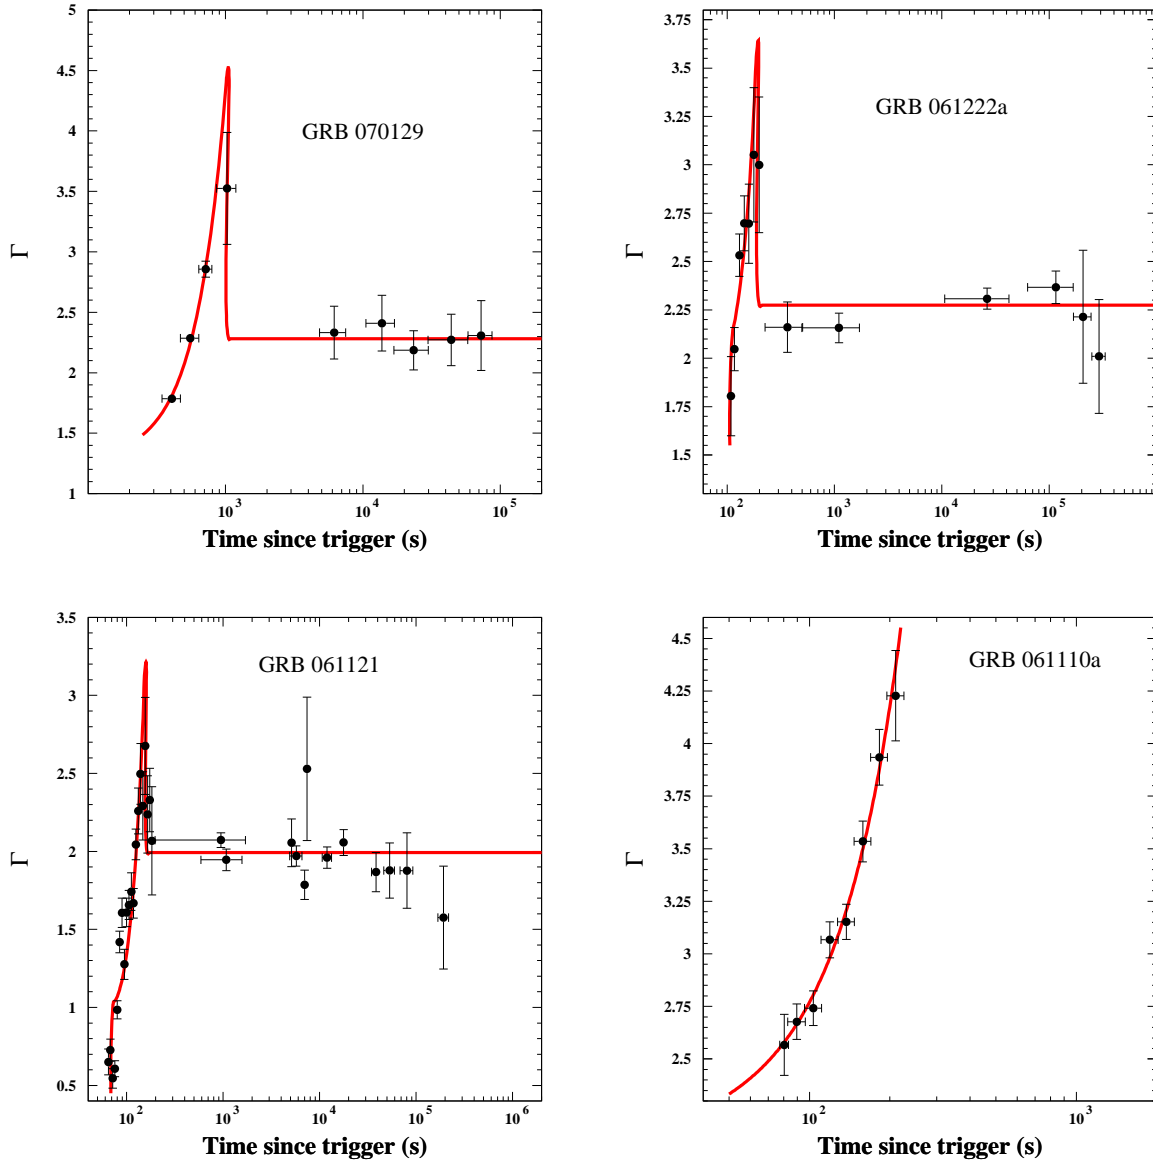 5
4.5
4
3.5
3
2.5
2
1.5
1
Γ
GRB 070129
10³ 10⁴ 10⁵
Time since trigger (s)
3.75
3.5
3.25
3
2.75
2.5
2.25
2
1.75
1.5
Γ
GRB 061222a
10² 10³ 10⁴ 10⁵
Time since trigger (s)
3.5
3
2.5
2
1.5
1
0.5
Γ
GRB 061121
10² 10³ 10⁴ 10⁵ 10⁶
Time since trigger (s)
4.5
4.25
4
3.75
3.5
3.25
3
2.75
2.5
Γ
GRB 061110a
10² 10³
Time since trigger (s)